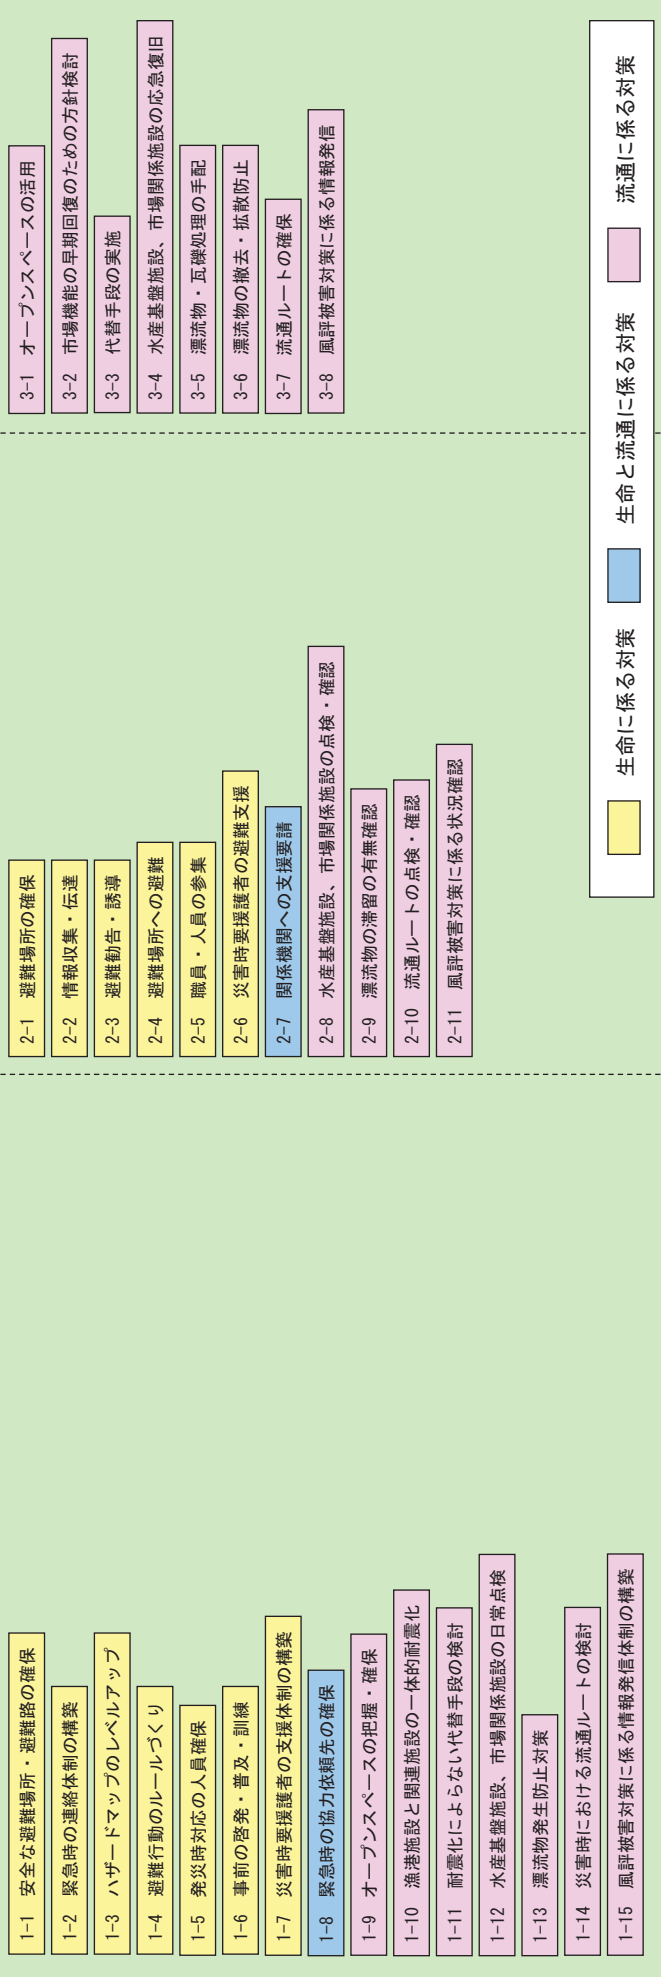 1-1 安全な避難場所・避難路の確保
1-2 緊急時の連絡体制の構築
1-3 ハザードマップのレベルアップ
1-4 避難行動のルールづくり
1-5 発災時対応の人員確保
1-6 事前の啓発・普及・訓練
1-7 災害時要援護者の支援体制の構築
1-8 緊急時の協力依頼先の確保
1-9 オープンスペースの把握・確保
1-10 漁港施設と関連施設の一体的耐震化
1-11 耐震化によらない代替手段の検討
1-12 水産基盤施設、市場関係施設の日常点検
1-13 漂流物発生防止対策
1-14 災害時における流通ルートの検討
1-15 風評被害対策に係る情報発信体制の構築
2-1 避難場所の確保
2-2 情報収集・伝達
2-3 避難勧告・誘導
2-4 避難場所への避難
2-5 職員・人員の参集
2-6 災害時要援護者の避難支援
2-7 関係機関への支援要請
2-8 水産基盤施設、市場関係施設の点検・確認
2-9 漂流物の滞留の有無確認
2-10 流通ルートの点検・確認
2-11 風評被害対策に係る状況確認
3-1 オープンスペースの活用
3-2 市場機能の早期回復のための方針検討
3-3 代替手段の実施
3-4 水産基盤施設、市場関係施設の応急復旧
3-5 漂流物・瓦礫処理の手配
3-6 漂流物の撤去・拡散防止
3-7 流通ルートの確保
3-8 風評被害対策に係る情報発信
生命に係る対策
生命と流通に係る対策
流通に係る対策